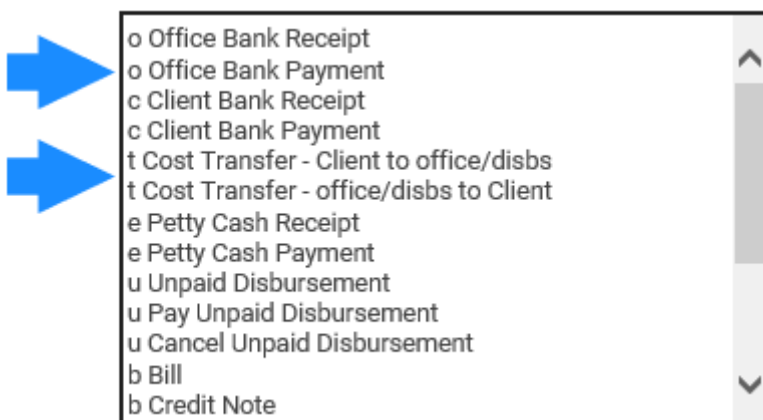 o Office Bank Receipt
o Office Bank Payment
c Client Bank Receipt
c Client Bank Payment
t Cost Transfer - Client to office/disbs
t Cost Transfer - office/disbs to Client
e Petty Cash Receipt
e Petty Cash Payment
u Unpaid Disbursement
u Pay Unpaid Disbursement
u Cancel Unpaid Disbursement
b Bill
b Credit Note